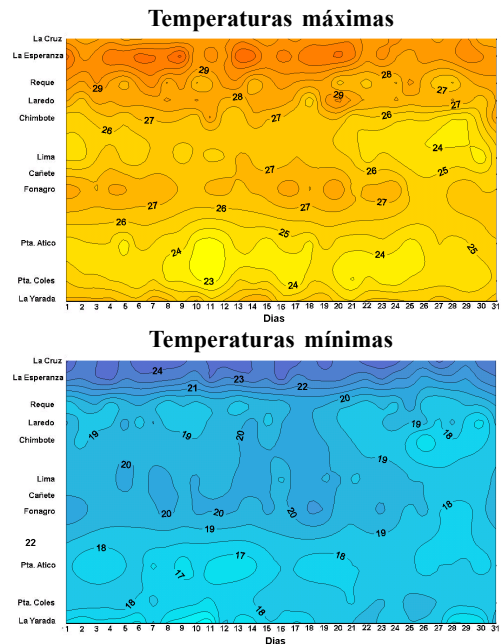 Temperaturas máximas
La Cruz
La Esperanza
29
28
Reque
29
27
Laredo
28
29
Chimbote
27
27
27
26
26
24
Lima
25
Cañete
27
26
Fonagro
27
27
27
26
26
25
Pta. Atico
24
24
25
Pta. Coles
23
24
La Yarada
1 2 3 4 5 6 7 8 9 10 11 12 13 14 15 16 17 18 19 20 21 22 23 24 25 26 27 28 29 30 31
Dias
Temperaturas mínimas
La Cruz
24
La Esperanza
23
21
22
Reque
20
20
Laredo
19
19
20
19
18
Chimbote
19
Lima
20
Cañete
Fonagro
20
20
20
19
19
22
18
17
18
18
Pta. Atico
17
Pta. Coles
La Yarada
1 2 3 4 5 6 7 8 9 10 11 12 13 14 15 16 17 18 19 20 21 22 23 24 25 26 27 28 29 30 31
Dias